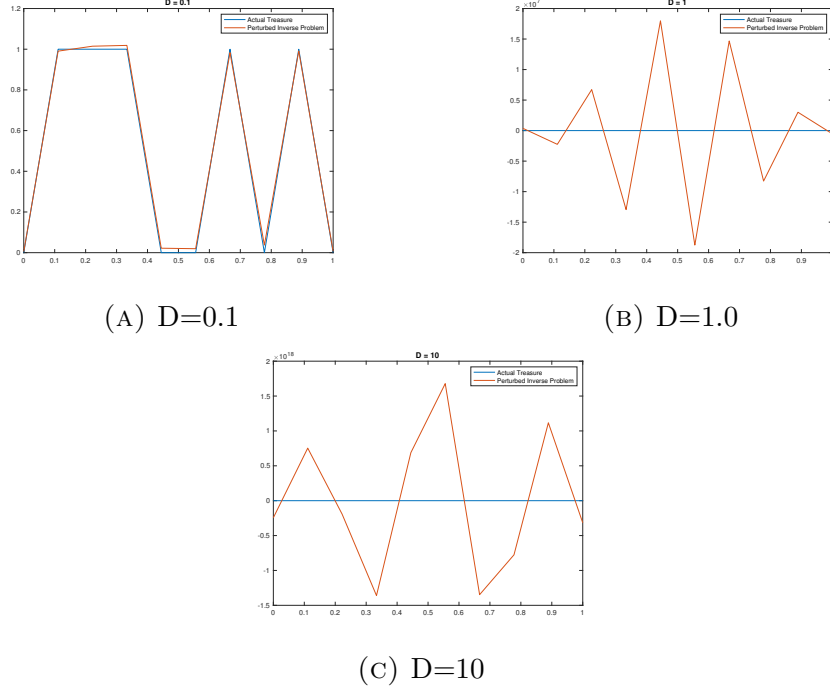 D = 0.1
Actual Treasure
Perturbed Inverse Problem
1.2
1
0.8
0.6
0.4
0.2
0
0 0.1 0.2 0.3 0.4 0.5 0.6 0.7 0.8 0.9 1
(A) D=0.1
×10⁷
D = 1
Actual Treasure
Perturbed Inverse Problem
2
1.5
1
0.5
0
-0.5
-1
-1.5
-2
0 0.1 0.2 0.3 0.4 0.5 0.6 0.7 0.8 0.9
(B) D=1.0
×10¹⁸
D = 10
Actual Treasure
Perturbed Inverse Problem
2
1.5
1
0.5
0
-0.5
-1
-1.5
0 0.1 0.2 0.3 0.4 0.5 0.6 0.7 0.8 0.9 1
(C) D=10